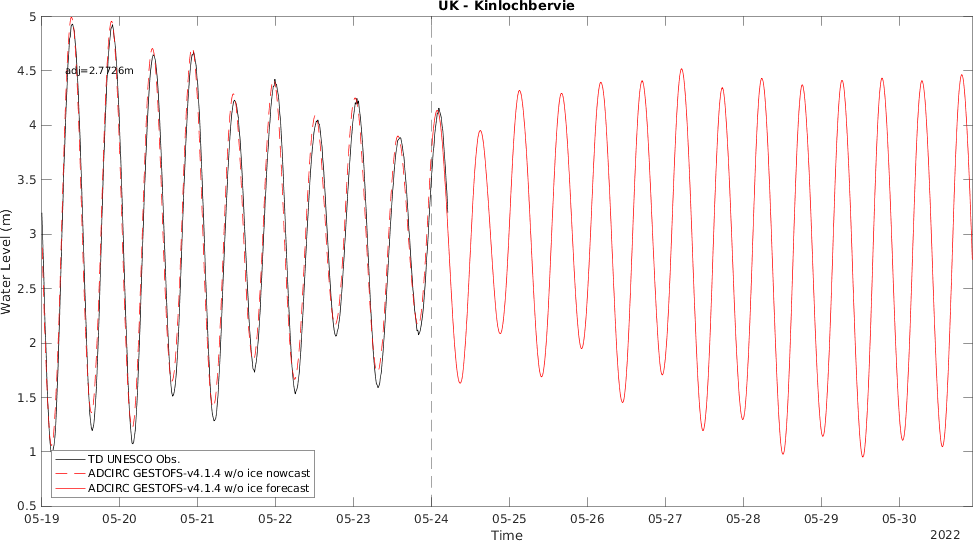 UK - Kinlochbervie
5
4.5
4
3.5
3
2.5
2
1.5
1
0.5
Water Level (m)
adj=2.7726m
TD UNESCO Obs.
ADCIRC GESTOFS-v4.1.4 w/o ice nowcast
ADCIRC GESTOFS-v4.1.4 w/o ice forecast
05-19 05-20 05-21 05-22 05-23 05-24 05-25 05-26 05-27 05-28 05-29 05-30
Time
2022